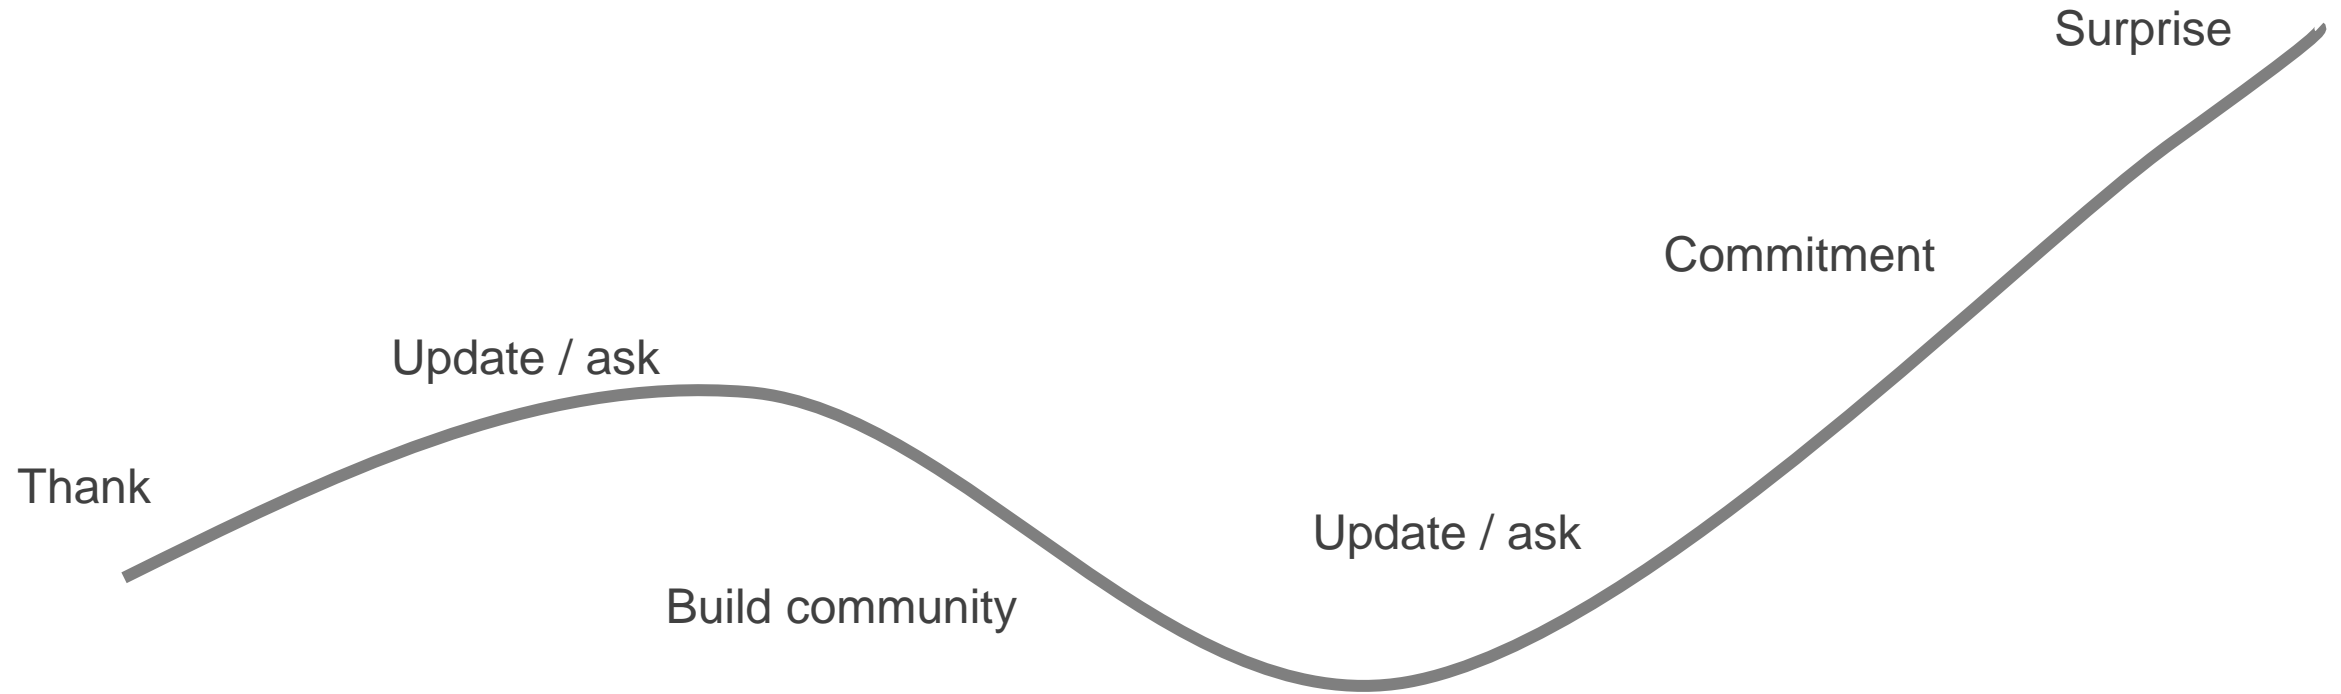 Thank
Update / ask
Build community
Update / ask
Commitment
Surprise